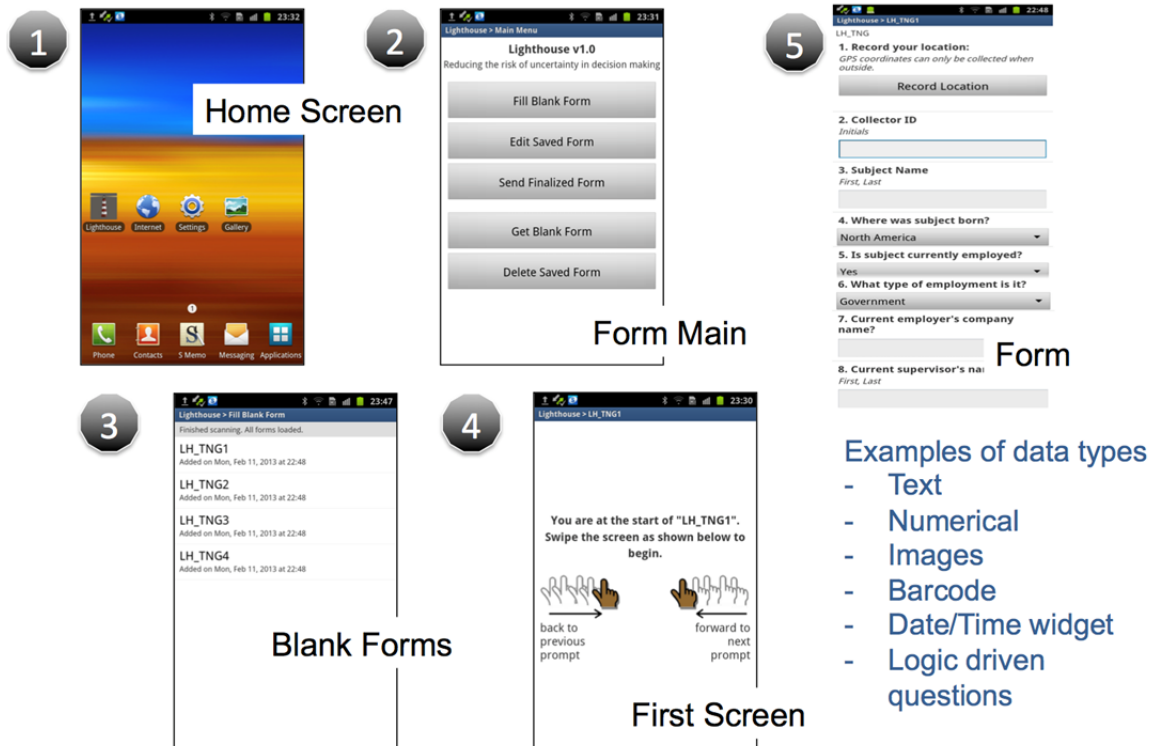 1
23:32
Home Screen
Lighthouse
Internet
Settings
Gallery
1
Phone
Contacts
S Memo
Messaging
Applications
2
23:31
Lighthouse > Main Menu
Lighthouse v1.0
Reducing the risk of uncertainty in decision making
Fill Blank Form
Edit Saved Form
Send Finalized Form
Get Blank Form
Delete Saved Form
Form Main
5
22:48
Lighthouse > LH_TNG1
LH_TNG
1. Record your location:
GPS coordinates can only be collected when
outside.
Record Location
2. Collector ID
Initials
3. Subject Name
First, Last
4. Where was subject born?
North America
5. Is subject currently employed?
Yes
6. What type of employment is it?
Government
7. Current employer's company
name?
Form
8. Current supervisor's na
First, Last
3
23:47
Lighthouse > Fill Blank Form
Finished scanning. All forms loaded.
LH_TNG1
Added on Mon, Feb 11, 2013 at 22:48
LH_TNG2
Added on Mon, Feb 11, 2013 at 22:48
LH_TNG3
Added on Mon, Feb 11, 2013 at 22:48
LH_TNG4
Added on Mon, Feb 11, 2013 at 22:48
Blank Forms
4
23:30
Lighthouse > LH_TNG1
You are at the start of "LH_TNG1".
Swipe the screen as shown below to
begin.
back to
previous
prompt
forward to
next
prompt
First Screen
Examples of data types
- Text
- Numerical
- Images
- Barcode
- Date/Time widget
- Logic driven
questions